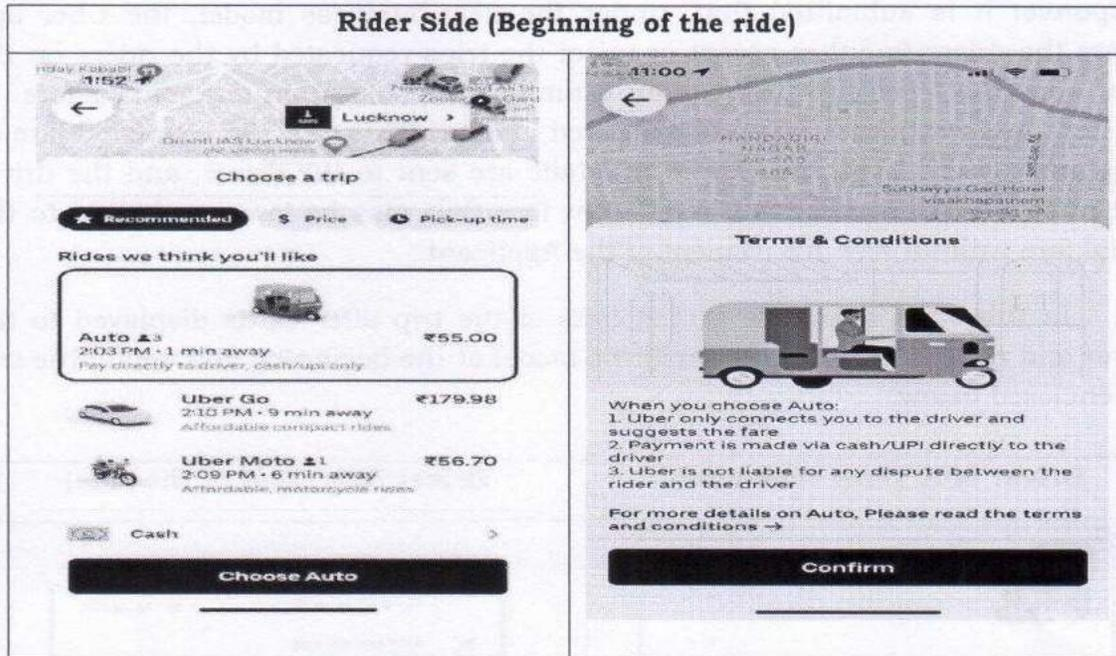 Rider Side (Beginning of the ride)
1:52
Lucknow >
Drishti IAS Lucknow
Choose a trip
Recommended
$ Price
Pick-up time
Rides we think you'll like
Auto 3
₹55.00
2:03 PM • 1 min away
Pay directly to driver, cash/upi only
Uber Go
₹179.98
2:10 PM • 9 min away
Affordable compact rides
Uber Moto 1
₹56.70
2:09 PM • 6 min away
Affordable, motorcycle rides
Cash >
Choose Auto
11:00
Subbayya Gari Hotel
visakhapatnam
Terms & Conditions
When you choose Auto:
1. Uber only connects you to the driver and
suggests the fare
2. Payment is made via cash/UPI directly to the
driver
3. Uber is not liable for any dispute between the
rider and the driver
For more details on Auto, Please read the terms
and conditions →
Confirm